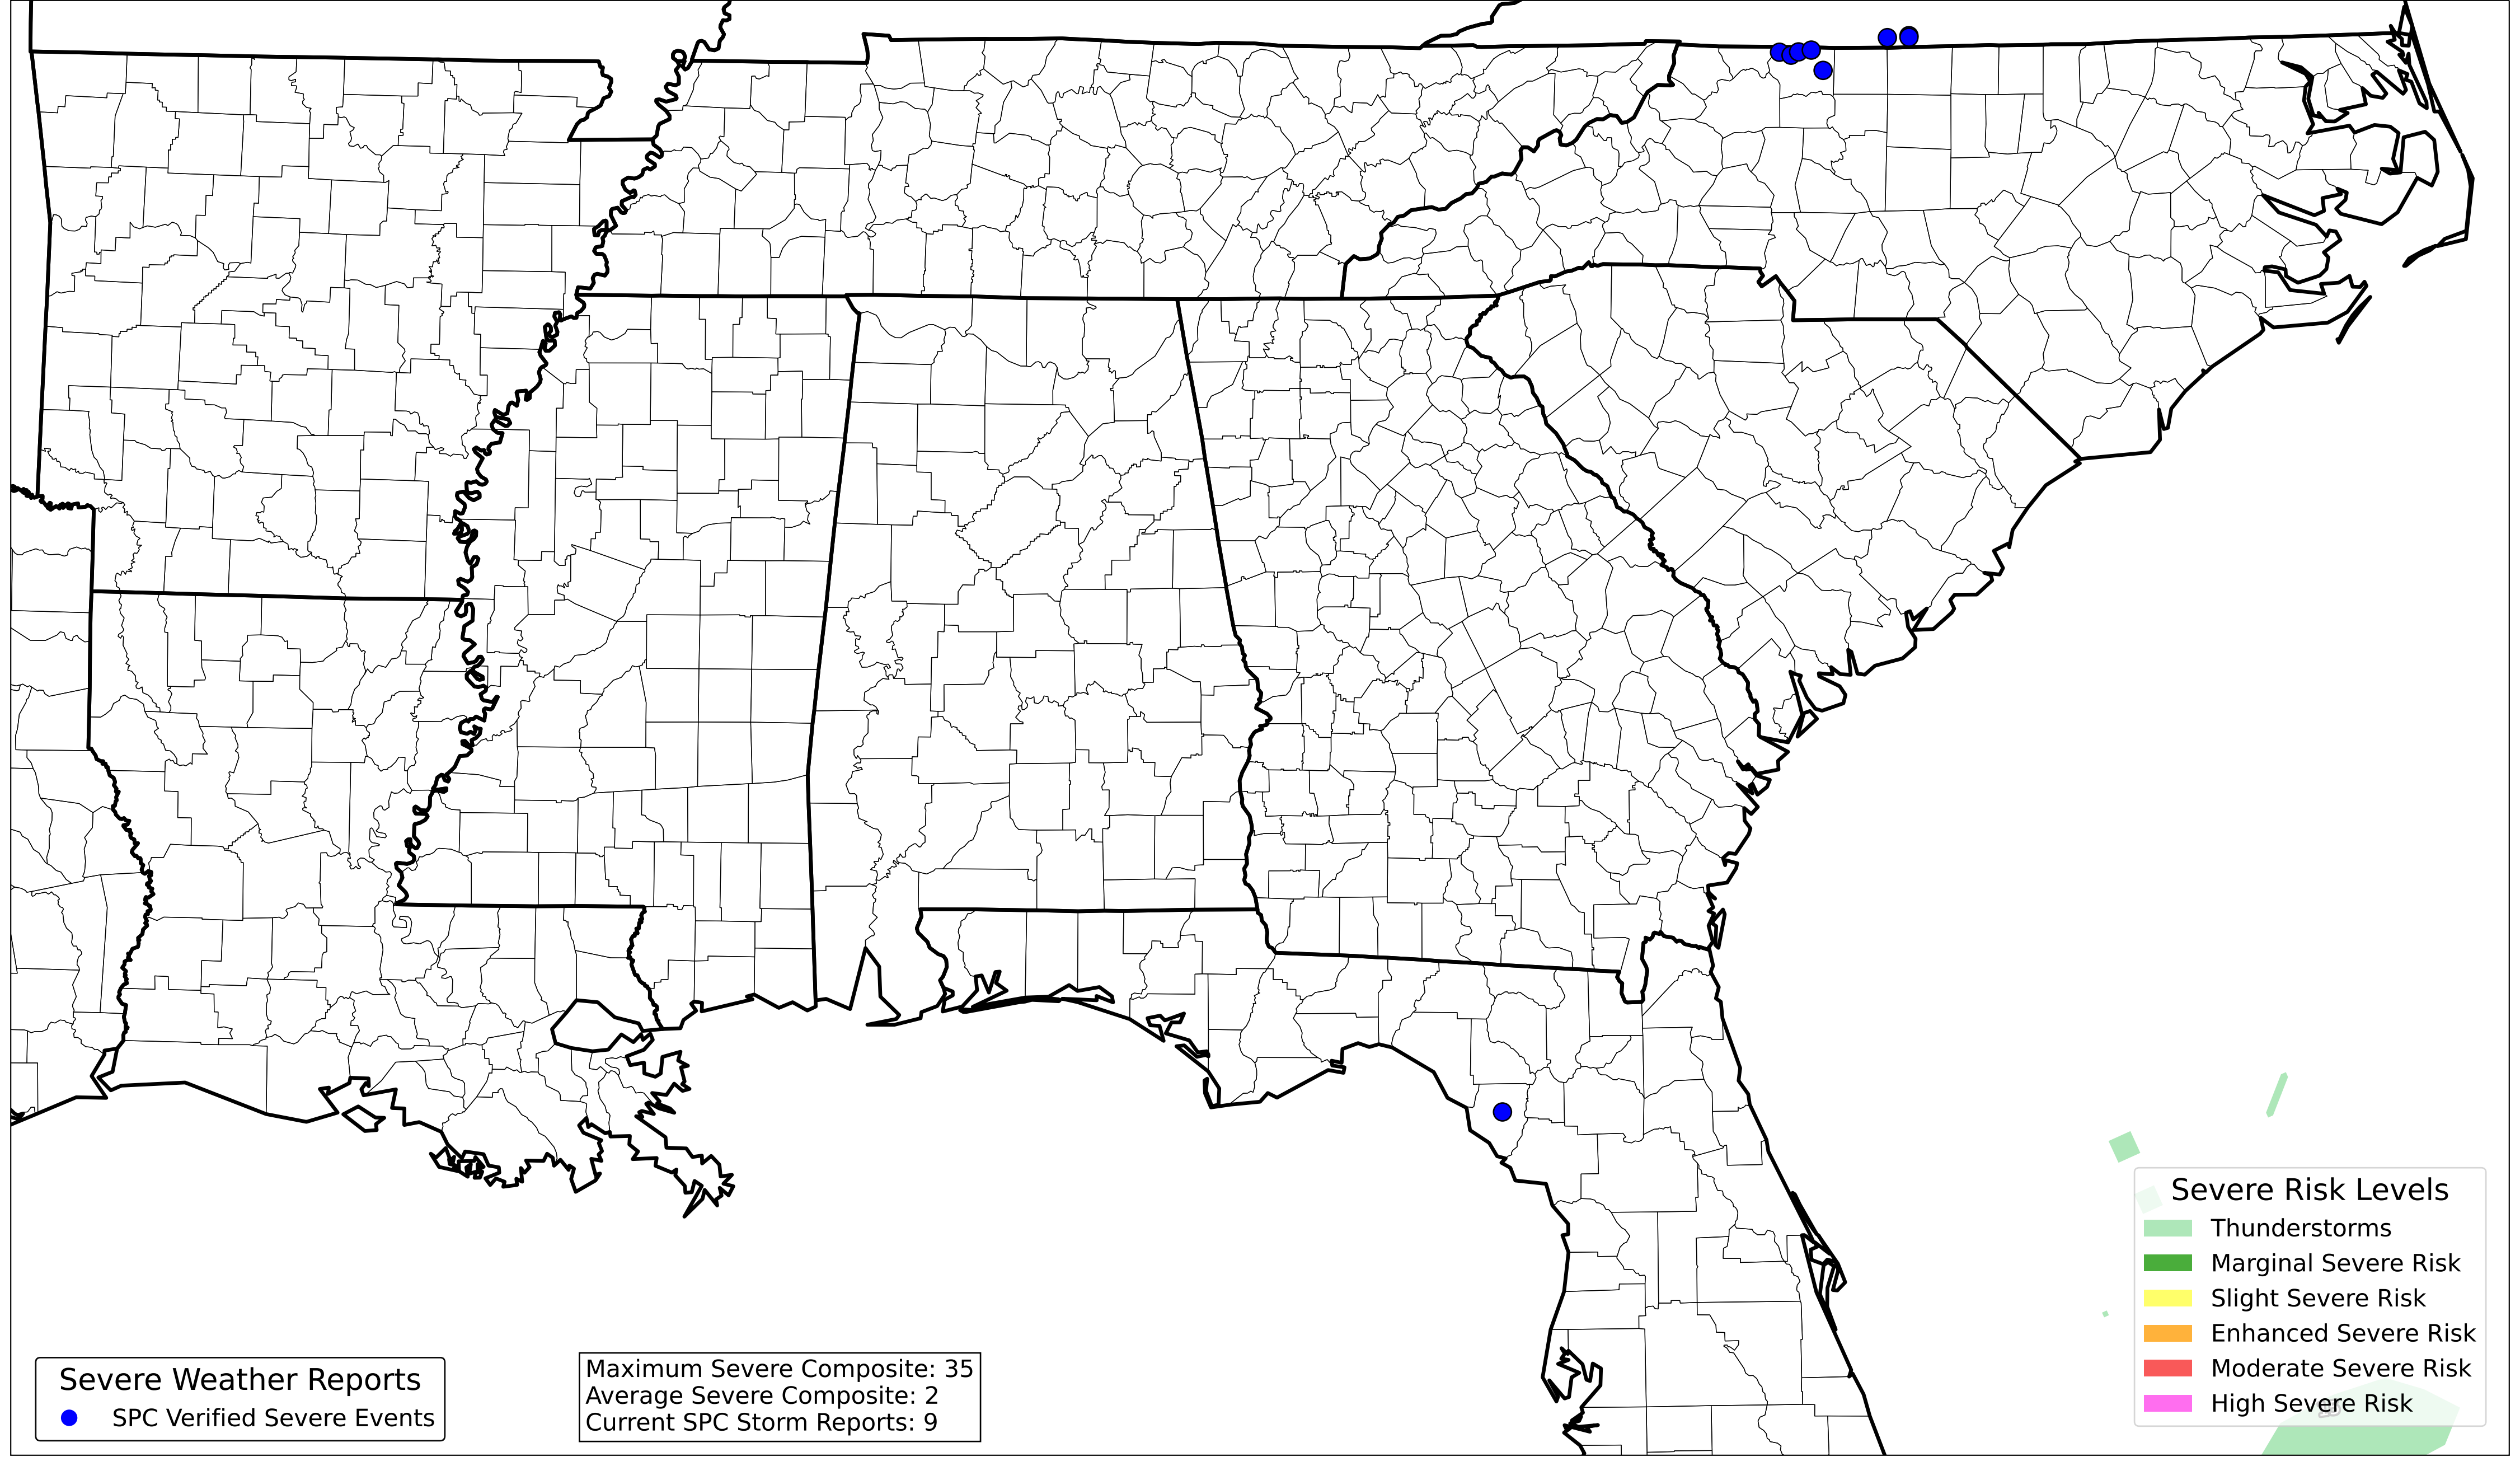 Severe Risk Levels
Thunderstorms
Marginal Severe Risk
Slight Severe Risk
Enhanced Severe Risk
Moderate Severe Risk
High Severe Risk
Severe Weather Reports
SPC Verified Severe Events
Maximum Severe Composite: 35
Average Severe Composite: 2
Current SPC Storm Reports: 9